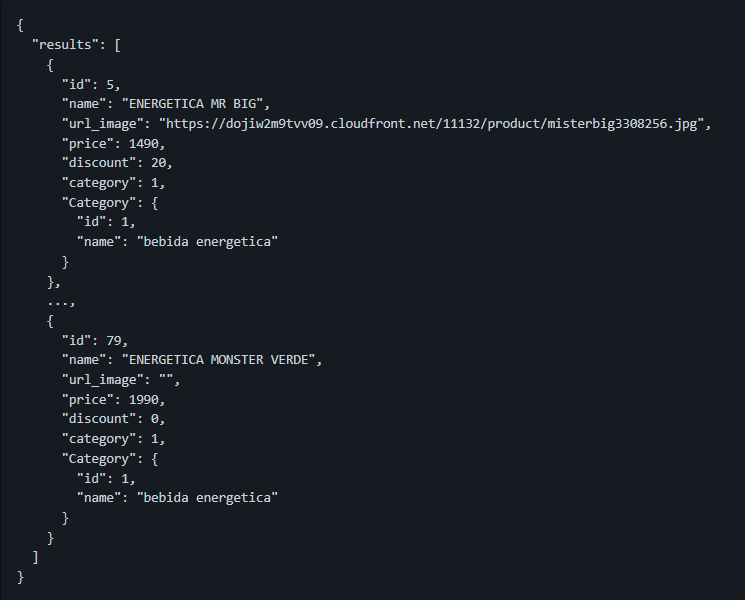 {
  "results": [
    {
      "id": 5,
      "name": "ENERGETICA MR BIG",
      "url_image": "https://dojiw2m9tvv09.cloudfront.net/11132/product/misterbig3308256.jpg",
      "price": 1490,
      "discount": 20,
      "category": 1,
      "Category": {
        "id": 1,
        "name": "bebida energetica"
      }
    },
    ...,
    {
      "id": 79,
      "name": "ENERGETICA MONSTER VERDE",
      "url_image": "",
      "price": 1990,
      "discount": 0,
      "category": 1,
      "Category": {
        "id": 1,
        "name": "bebida energetica"
      }
    }
  ]
}